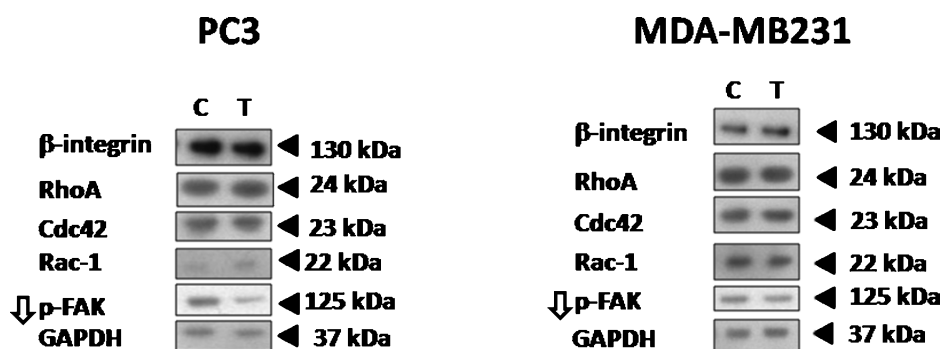 PC3
C T
β-integrin 130 kDa
RhoA 24 kDa
Cdc42 23 kDa
Rac-1 22 kDa
p-FAK 125 kDa
GAPDH 37 kDa
MDA-MB231
C T
β-integrin 130 kDa
RhoA 24 kDa
Cdc42 23 kDa
Rac-1 22 kDa
p-FAK 125 kDa
GAPDH 37 kDa